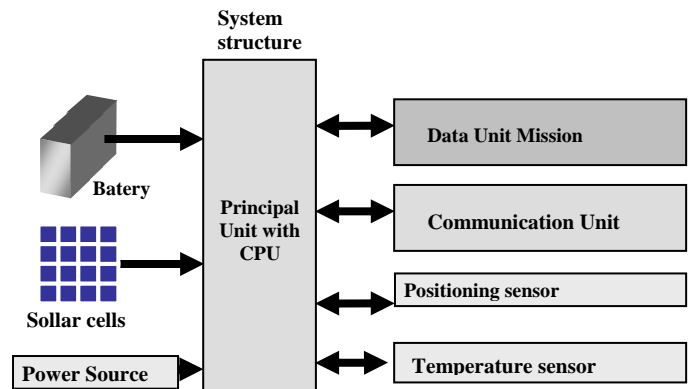 System
structure
Batery
Sollar cells
Power Source
Principal
Unit with
CPU
Data Unit Mission
Communication Unit
Positioning sensor
Temperature sensor